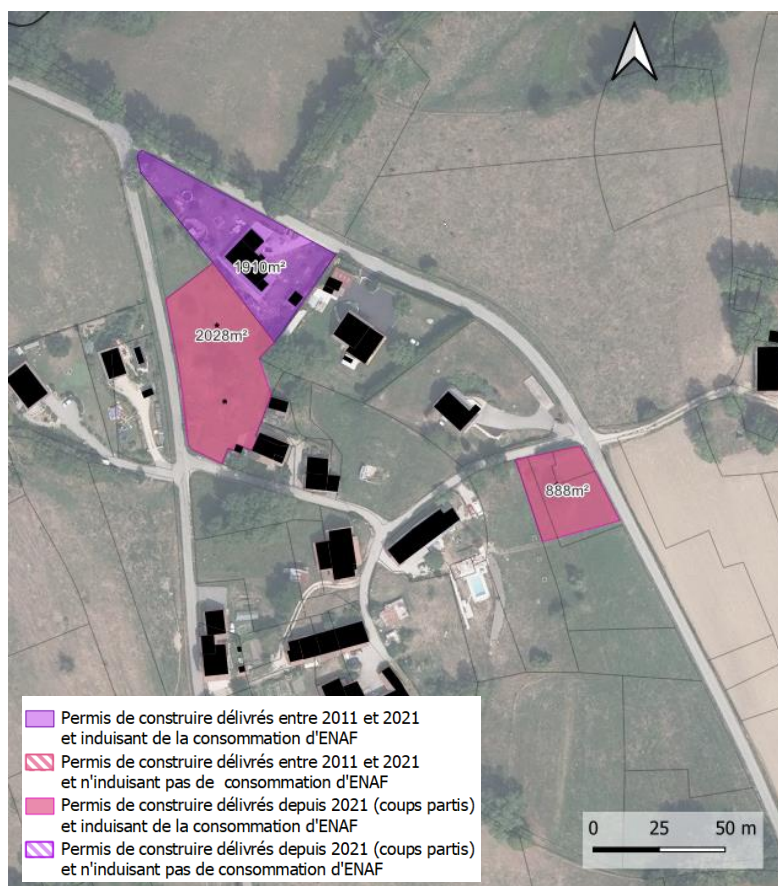 1910m²
2028m²
888m²
Permis de construire délivrés entre 2011 et 2021
et induisant de la consommation d'ENAF
Permis de construire délivrés entre 2011 et 2021
et n'induisant pas de  consommation d'ENAF
Permis de construire délivrés depuis 2021 (coups partis)
et induisant de la consommation d'ENAF
Permis de construire délivrés depuis 2021 (coups partis)
et n'induisant pas de consommation d'ENAF
0 25 50 m